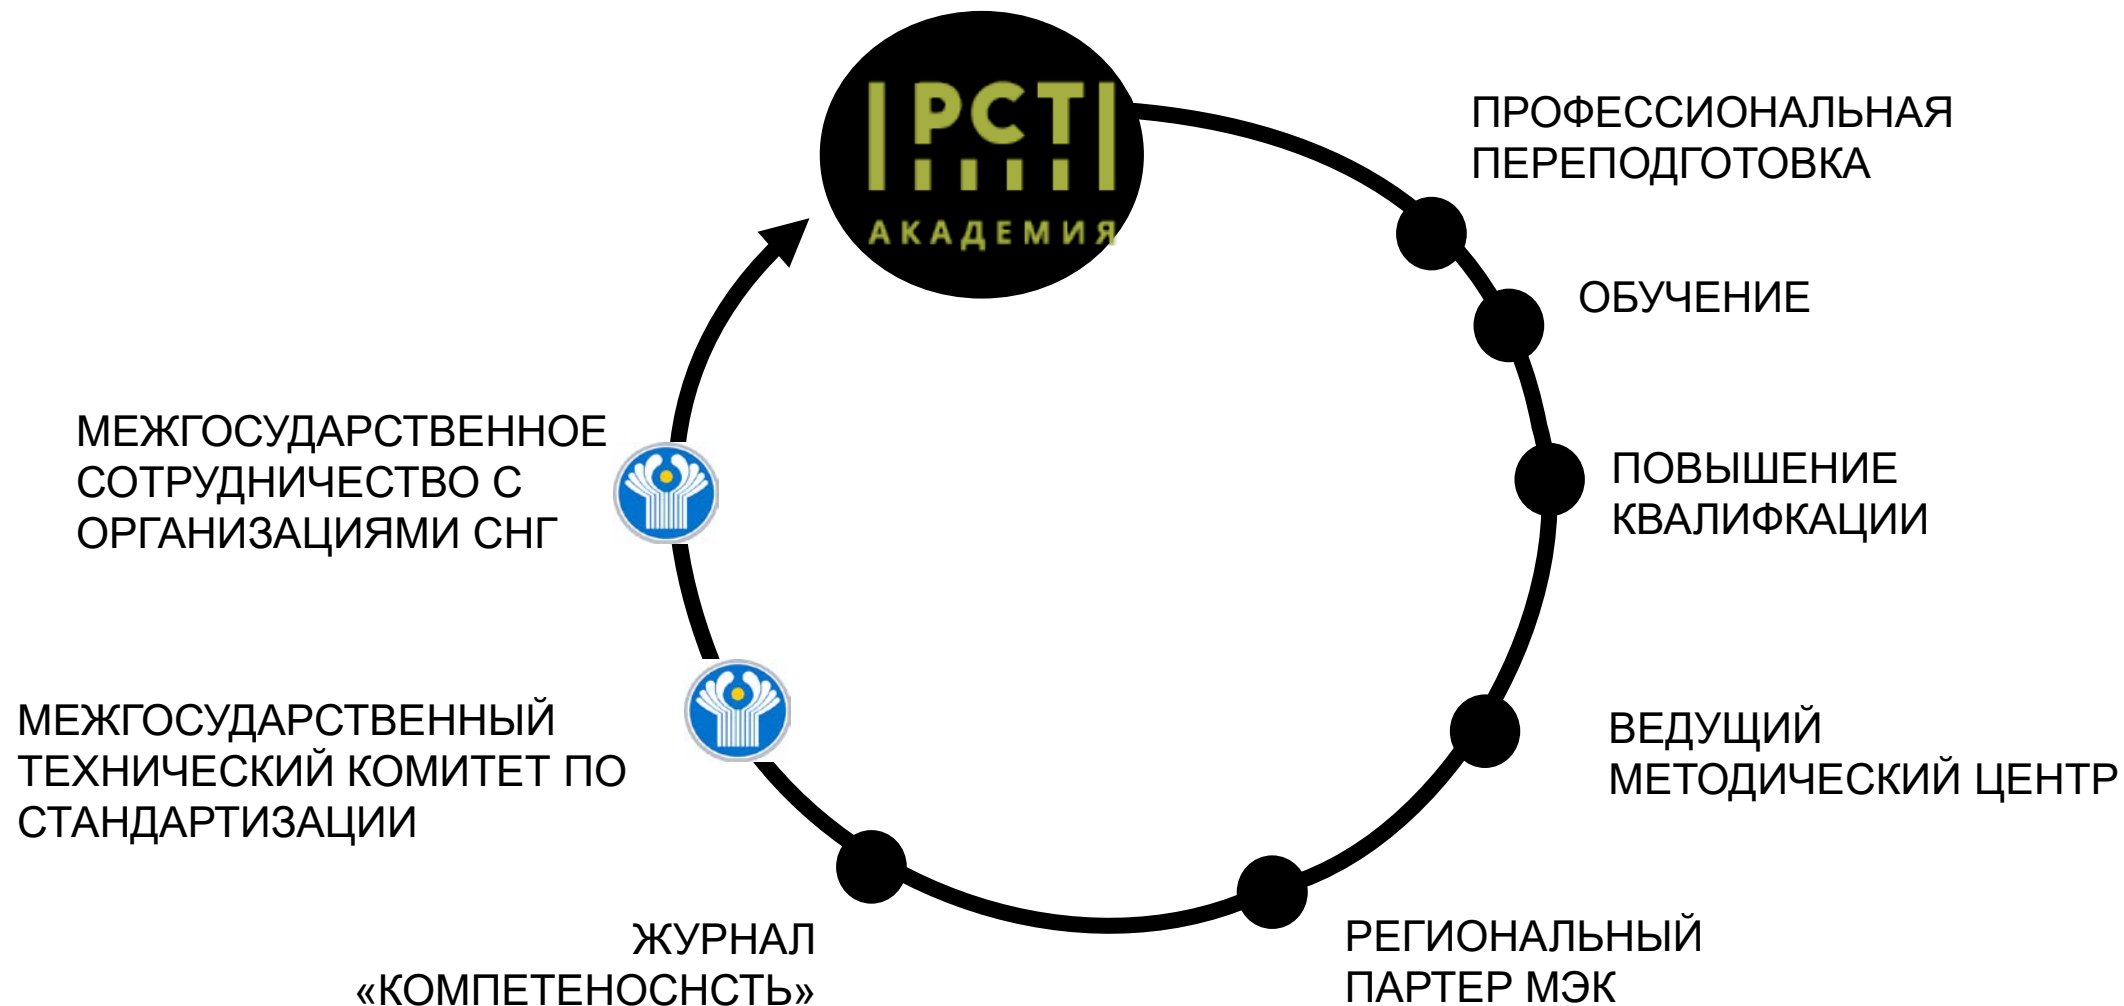 РСТ
АКАДЕМИЯ
ПРОФЕССИОНАЛЬНАЯ
ПЕРЕПОДГОТОВКА
ОБУЧЕНИЕ
ПОВЫШЕНИЕ
КВАЛИФКАЦИИ
ВЕДУЩИЙ
МЕТОДИЧЕСКИЙ ЦЕНТР
РЕГИОНАЛЬНЫЙ
ПАРТЕР МЭК
ЖУРНАЛ
«КОМПЕТЕНОСНСТЬ»
МЕЖГОСУДАРСТВЕННЫЙ
ТЕХНИЧЕСКИЙ КОМИТЕТ ПО
СТАНДАРТИЗАЦИИ
МЕЖГОСУДАРСТВЕННОЕ
СОТРУДНИЧЕСТВО С
ОРГАНИЗАЦИЯМИ СНГ